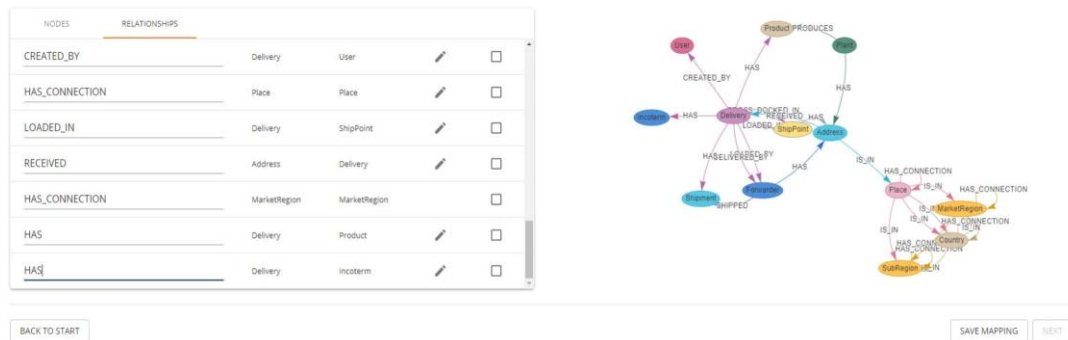 NODES RELATIONSHIPS
CREATED_BY Delivery User
HAS_CONNECTION Place Place
LOADED_IN Delivery ShipPoint
RECEIVED Address Delivery
HAS_CONNECTION MarketRegion MarketRegion
HAS Delivery Product
HAS Delivery Incoterm
Product PRODUCES
User Plant
HAS
CREATED_BY
HAS
Incoterm HAS Delivery RECEIVED HAS
ShipPoint Address
HAS
IS_IN
HAS_CONNECTION
Shipment Forwarder
SHIPPED
Place IS_IN HAS_CONNECTION
MarketRegion
IS_IN HAS_CONNECTION
IS_IN IS_IN
Country
HAS_CONNECTION
SubRegion
BACK TO START SAVE MAPPING NEXT